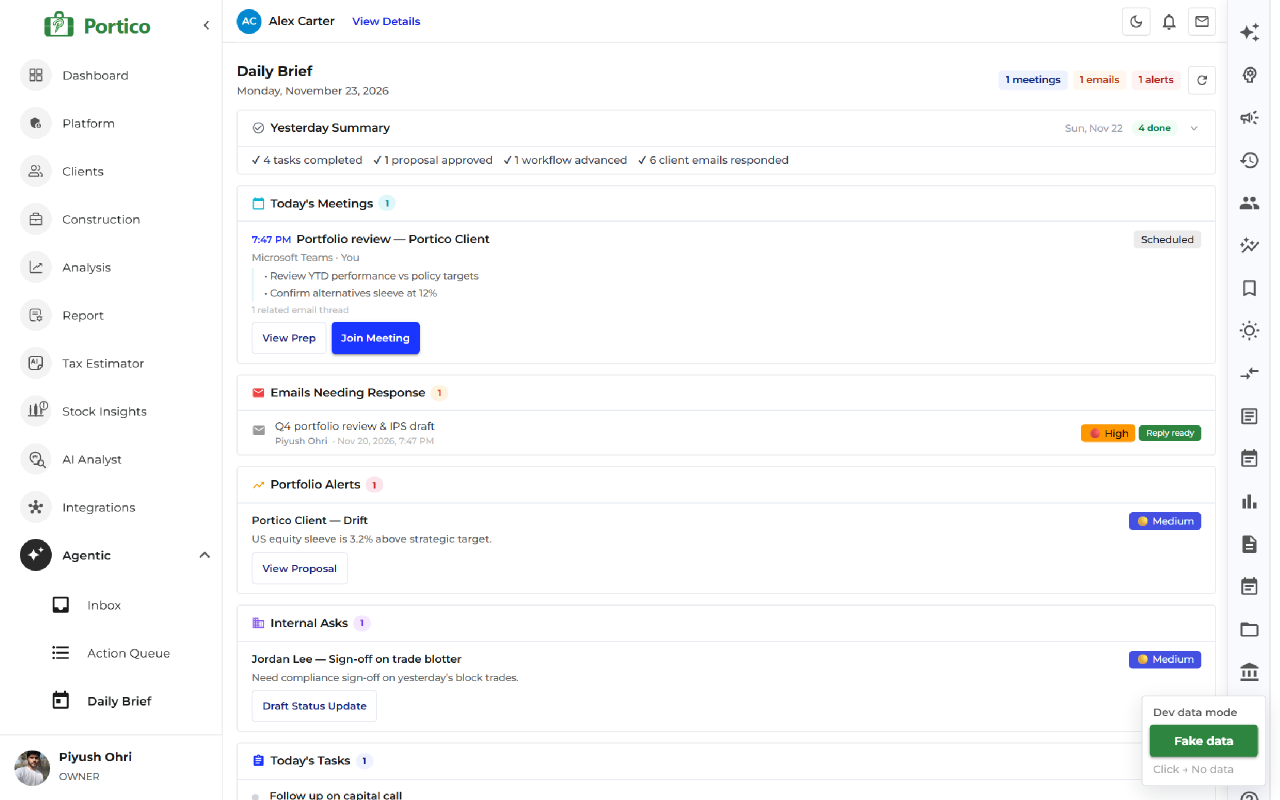 Portico
Dashboard
Platform
Clients
Construction
Analysis
Report
Tax Estimator
Stock Insights
AI Analyst
Integrations
Agentic
Inbox
Action Queue
Daily Brief
Piyush Ohri
OWNER
AC Alex Carter View Details
Daily Brief
Monday, November 23, 2026
1 meetings 1 emails 1 alerts
Yesterday Summary Sun, Nov 22 4 done
✓ 4 tasks completed ✓ 1 proposal approved ✓ 1 workflow advanced ✓ 6 client emails responded
Today's Meetings 1
7:47 PM Portfolio review — Portico Client Scheduled
Microsoft Teams · You
• Review YTD performance vs policy targets
• Confirm alternatives sleeve at 12%
1 related email thread
View Prep Join Meeting
Emails Needing Response 1
Q4 portfolio review & IPS draft
Piyush Ohri · Nov 20, 2026, 7:47 PM
High Reply ready
Portfolio Alerts 1
Portico Client — Drift Medium
US equity sleeve is 3.2% above strategic target.
View Proposal
Internal Asks 1
Jordan Lee — Sign-off on trade blotter Medium
Need compliance sign-off on yesterday's block trades.
Draft Status Update
Today's Tasks 1
Follow up on capital call
Dev data mode
Fake data
Click → No data